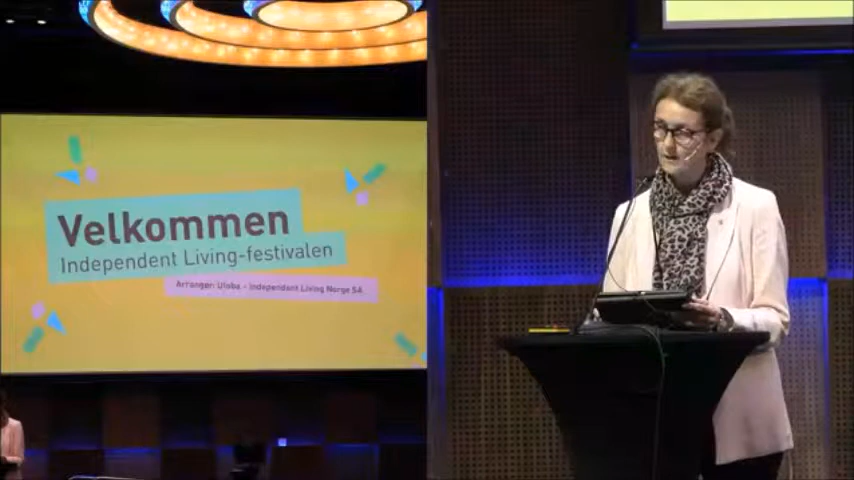 Velkommen
Independent Living-festivalen
Arrangør: Uloba – Independent Living Norge SA